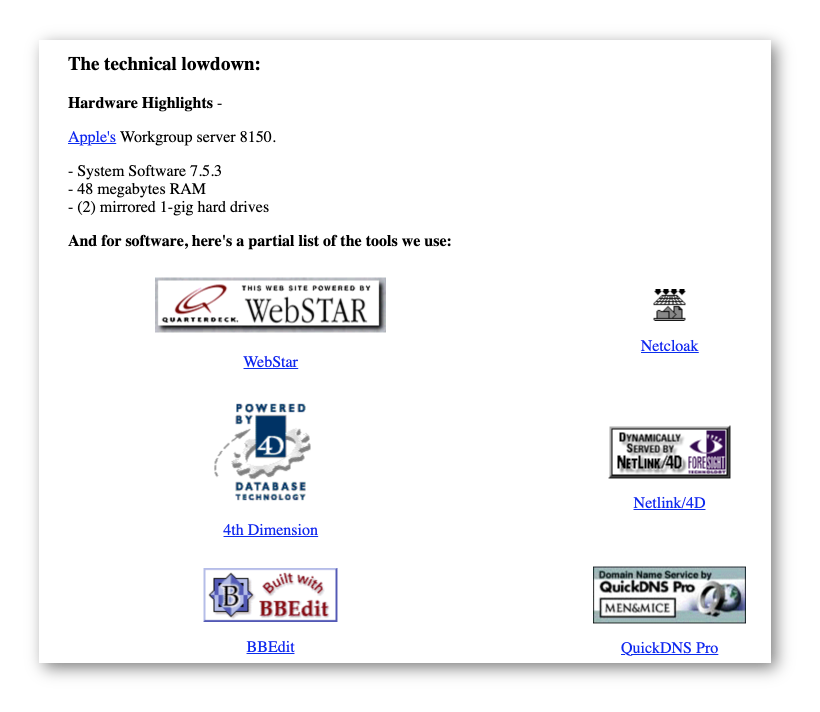 The technical lowdown:
Hardware Highlights -
Apple's Workgroup server 8150.
- System Software 7.5.3
- 48 megabytes RAM
- (2) mirrored 1-gig hard drives
And for software, here's a partial list of the tools we use:
THIS WEB SITE POWERED BY
QUARTERDECK. WebSTAR
WebStar
Netcloak
POWERED
BY
4D
DATABASE
TECHNOLOGY
4th Dimension
DYNAMICALLY
SERVED BY
NETLINK/4D
FORESIGHT
TECHNOLOGY
Netlink/4D
Built with
B BBEdit
BBEdit
Domain Name Service by
QuickDNS Pro
MEN&MICE
QuickDNS Pro